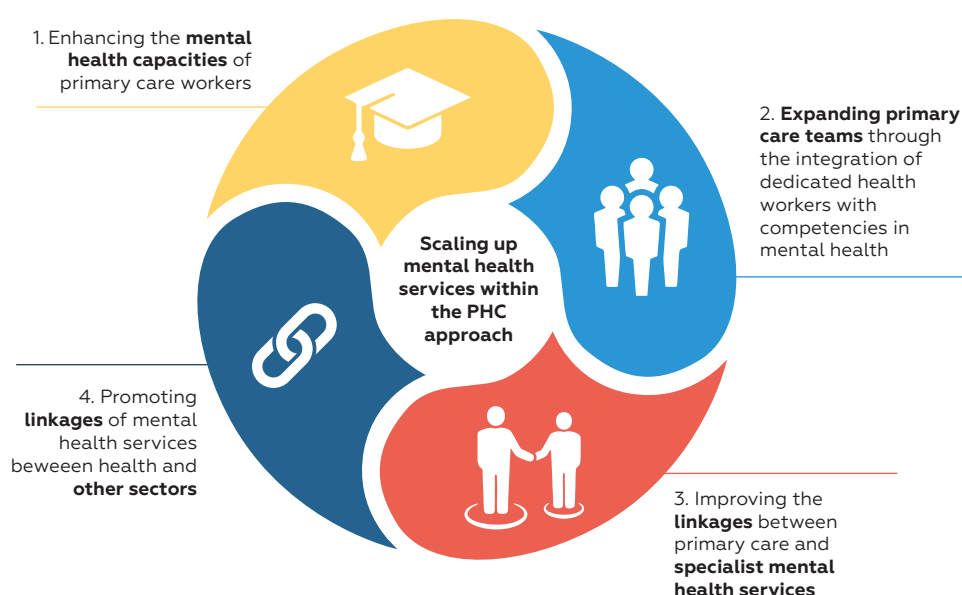 1. Enhancing the mental
health capacities of
primary care workers
2. Expanding primary
care teams through
the integration of
dedicated health
workers with
competencies in
mental health
Scaling up
mental health
services within
the PHC
approach
4. Promoting
linkages of mental
health services
beweeen health and
other sectors
3. Improving the
linkages between
primary care and
specialist mental
health services